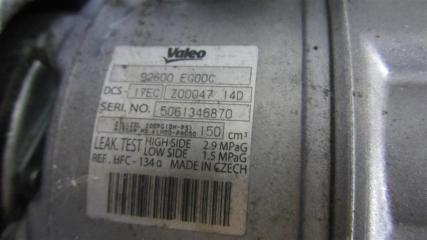 Valeo
92600 EG00C
DCS - 17EC Z00047 14D
SERI. NO. 5061346870
150 cm³
LEAK. TEST HIGH-SIDE 2.9 MPaG
LOW SIDE 1.5 MPaG
REF. HFC - 134a MADE IN CZECH